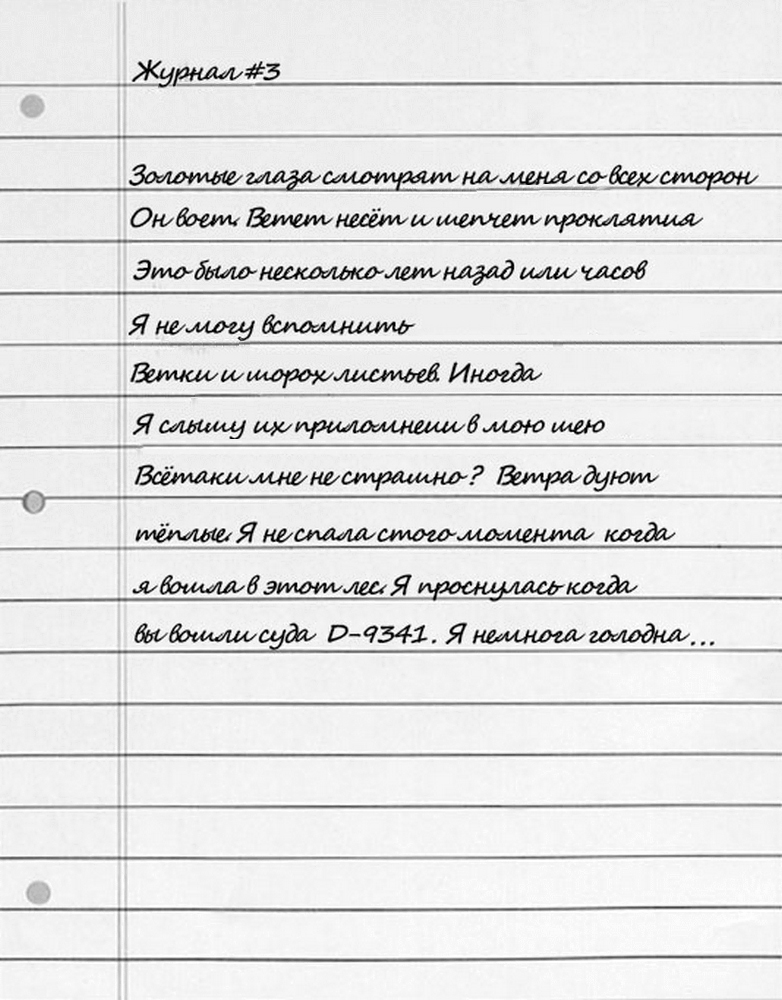 Журнал #3
Золотые глаза смотрят на меня со всех сторон
Он воет. Ветет несёт и шепчет проклятия
Это было несколько лет назад или часов
Я не могу вспомнить
Ветки и шорох листьев. Иногда
Я слышу их приломнеии в мою шею
Всётаки мне не страшно? Ветра дуют
тёплые. Я не спала стого момента когда
я вошла в этот лес. Я проснулась когда
вы вошли суда D-9341. Я немнога голодна...